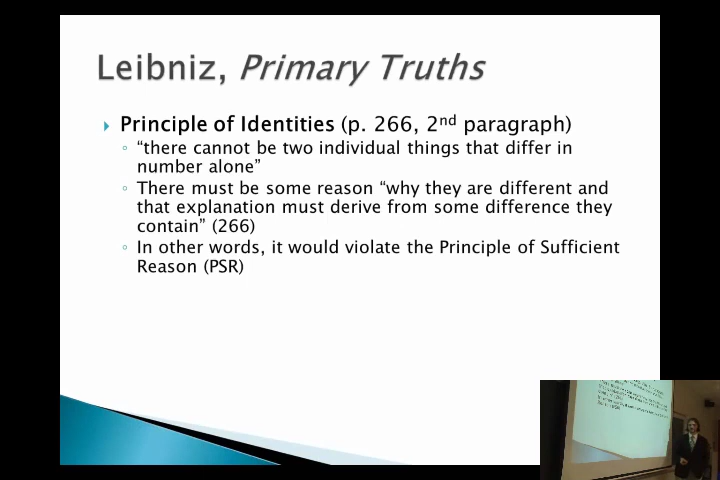 Leibniz, Primary Truths
Principle of Identities (p. 266, 2nd paragraph)
“there cannot be two individual things that differ in
number alone”
There must be some reason “why they are different and
that explanation must derive from some difference they
contain” (266)
In other words, it would violate the Principle of Sufficient
Reason (PSR)